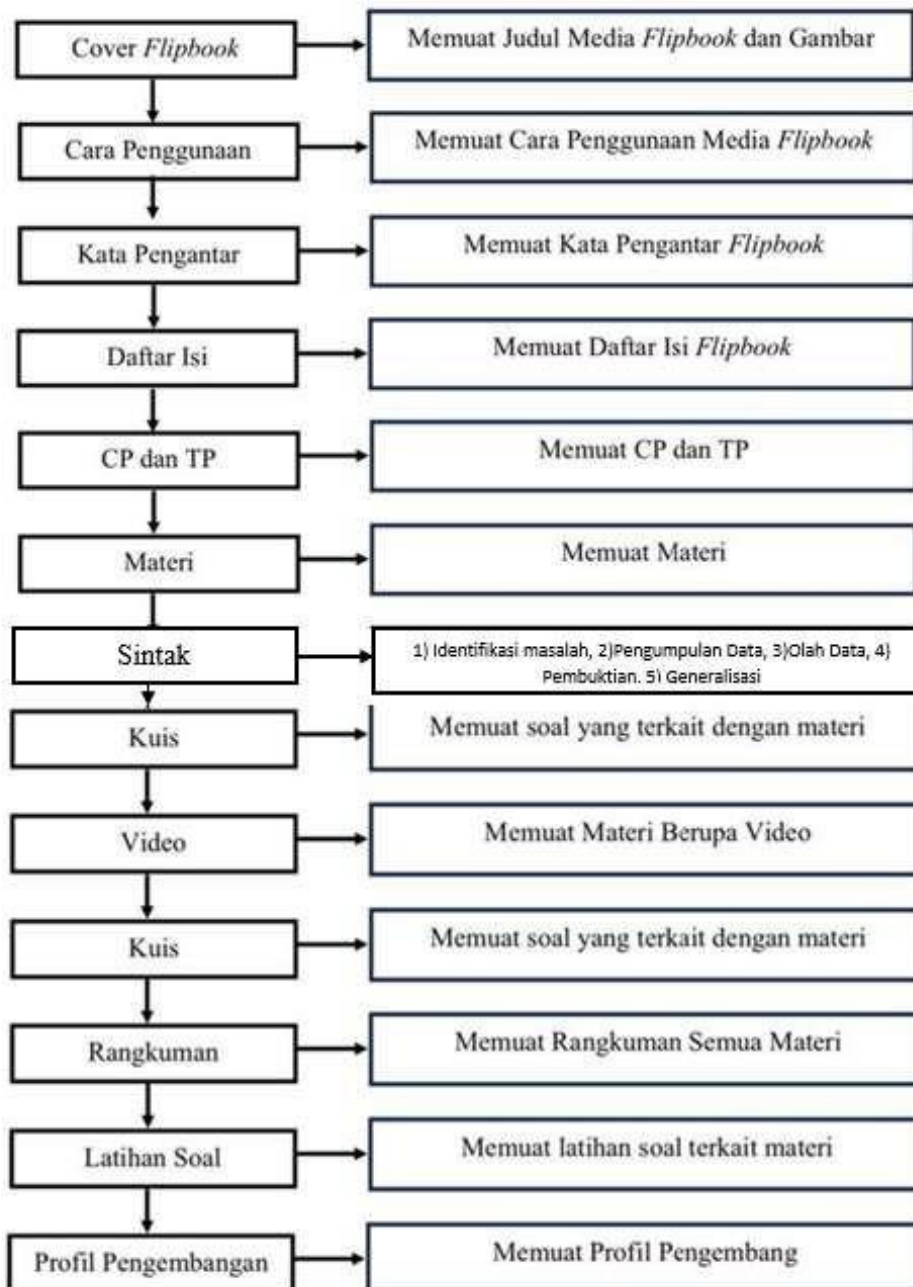 Cover Flipbook
Memuat Judul Media Flipbook dan Gambar
Cara Penggunaan
Memuat Cara Penggunaan Media Flipbook
Kata Pengantar
Memuat Kata Pengantar Flipbook
Daftar Isi
Memuat Daftar Isi Flipbook
CP dan TP
Memuat CP dan TP
Materi
Memuat Materi
Sintak
1) Identifikasi masalah, 2)Pengumpulan Data, 3)Olah Data, 4)
Pembuktian. 5) Generalisasi
Kuis
Memuat soal yang terkait dengan materi
Video
Memuat Materi Berupa Video
Kuis
Memuat soal yang terkait dengan materi
Rangkuman
Memuat Rangkuman Semua Materi
Latihan Soal
Memuat latihan soal terkait materi
Profil Pengembangan
Memuat Profil Pengembang